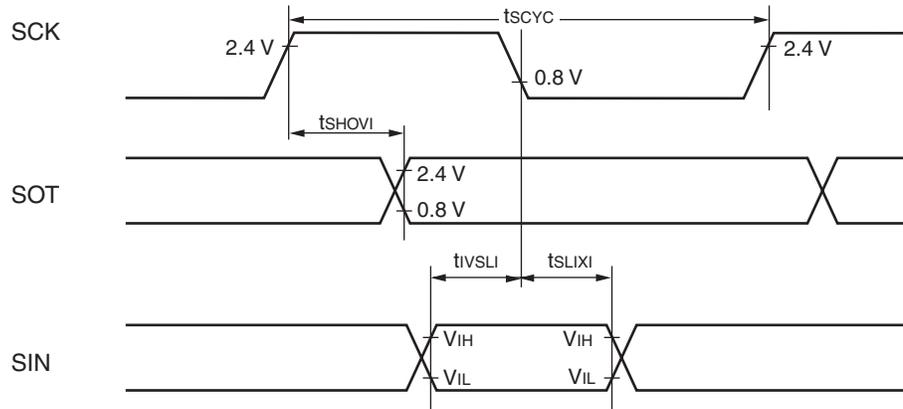 tSCYC
SCK
2.4 V
2.4 V
0.8 V
tSHOVI
2.4 V
SOT
0.8 V
tIVSLI
tSLIXI
VIH
VIH
SIN
VIL
VIL